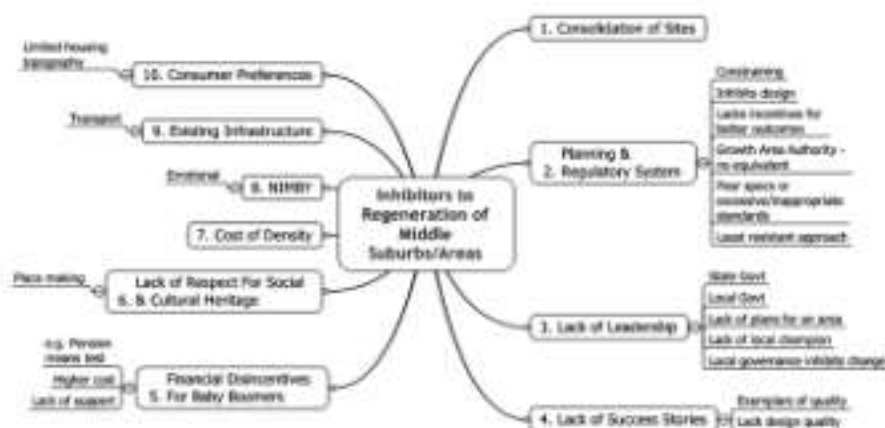 Inhibitors to
Regeneration of
Middle
Suburbs/Areas
1. Consolidation of Sites
Planning &
2. Regulatory System
Constraining
Inhibits design
Lacks incentives for
better outcomes
Growth Area Authority -
no equivalent
Poor specs or
excessive/inappropriate
standards
Least resistant approach
3. Lack of Leadership
State Govt
Local Govt
Lack of plans for an area
Lack of local champion
Local governance inhibits change
4. Lack of Success Stories
Exemplars of quality
Lack design quality
Financial Disincentives
5. For Baby Boomers
e.g. Pension
means test
Higher cost
Lack of support
Lack of Respect For Social
6. & Cultural Heritage
Place making
7. Cost of Density
8. NIMBY
Emotional
9. Existing Infrastructure
Transport
10. Consumer Preferences
Limited housing